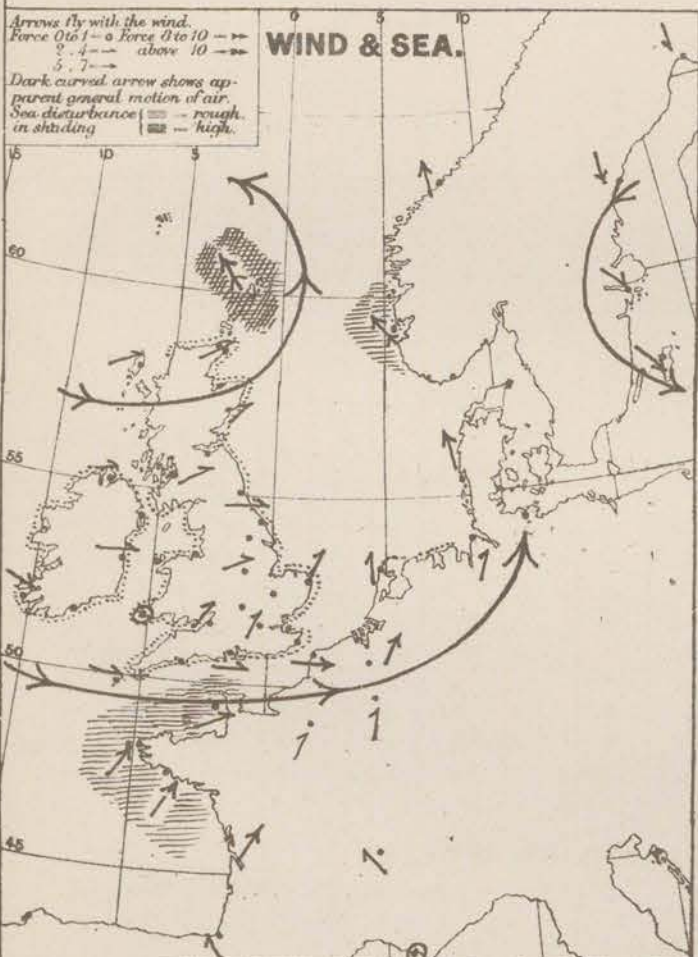 0 5 10
Arrows fly with the wind.
Force 0 to 1 Force 8 to 10
2 . 4 above 10
5 . 7
WIND & SEA.
Dark curved arrow shows ap-
parent general motion of air.
Sea disturbance rough.
in shading high.
15 10 5
60
55
50
45